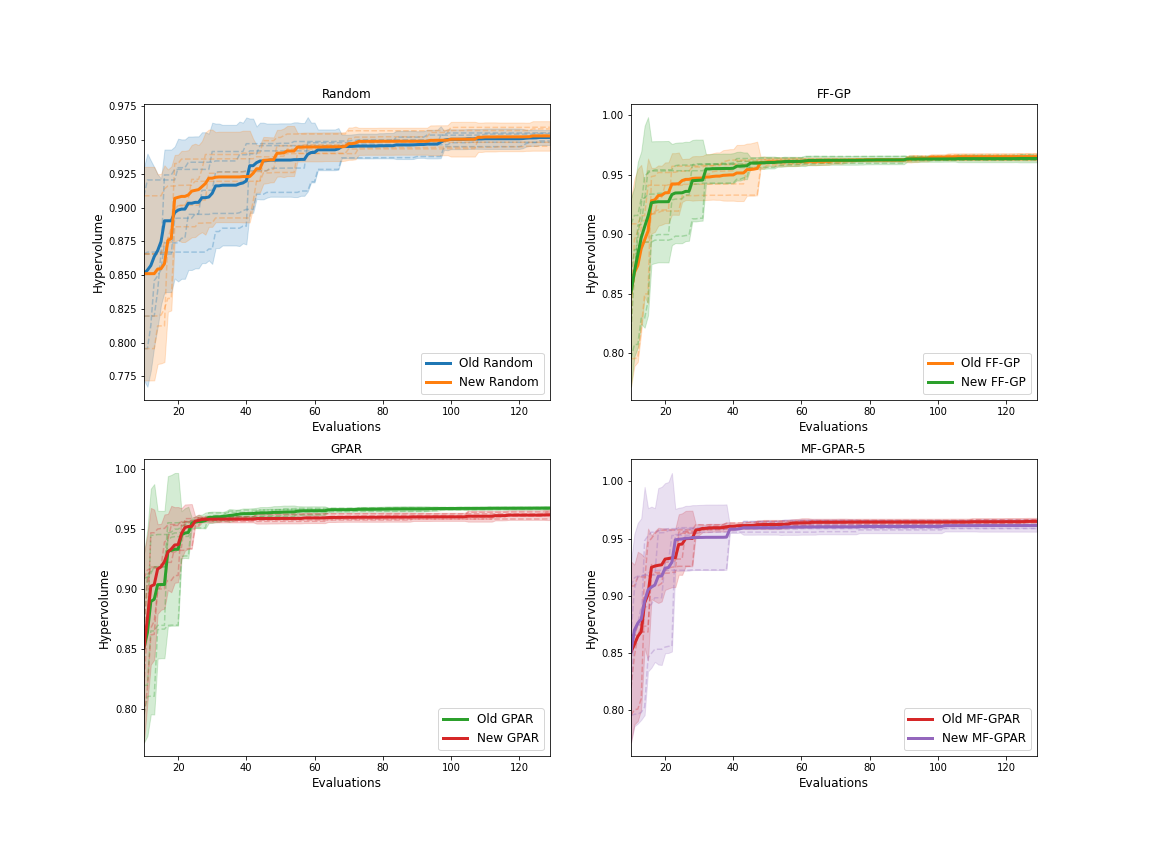 Random
Hypervolume
0.975
0.950
0.925
0.900
0.875
0.850
0.825
0.800
0.775
20 40 60 80 100 120
Evaluations
Old Random
New Random
FF-GP
Hypervolume
1.00
0.95
0.90
0.85
0.80
20 40 60 80 100 120
Evaluations
Old FF-GP
New FF-GP
GPAR
Hypervolume
1.00
0.95
0.90
0.85
0.80
20 40 60 80 100 120
Evaluations
Old GPAR
New GPAR
MF-GPAR-5
Hypervolume
1.00
0.95
0.90
0.85
0.80
20 40 60 80 100 120
Evaluations
Old MF-GPAR
New MF-GPAR